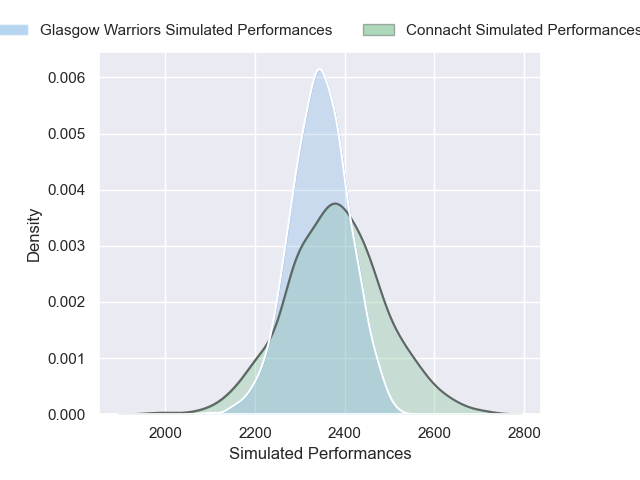 Glasgow Warriors Simulated Performances
Connacht Simulated Performances
0.006
0.005
0.004
0.003
0.002
0.001
0.000
Density
2000 2200 2400 2600 2800
Simulated Performances